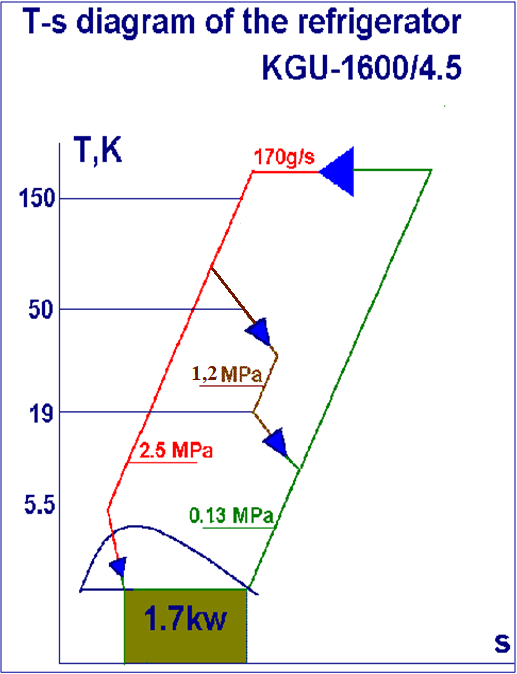 T-s diagram of the refrigerator
KGU-1600/4.5
T,K
170g/s
150
50
1,2 MPa
19
2.5 MPa
5.5
0.13 MPa
1.7kw
s